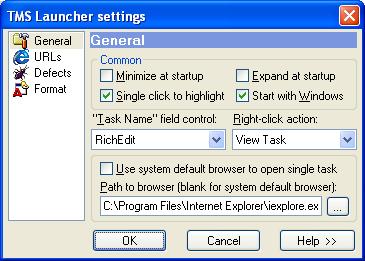 TMS Launcher settings
General
URLs
Defects
Format
General
Common
Minimize at startup
Expand at startup
Single click to highlight
Start with Windows
"Task Name" field control:
Right-click action:
RichEdit
View Task
Use system default browser to open single task
Path to browser (blank for system default browser):
C:\Program Files\Internet Explorer\iexplore.ex
...
OK
Cancel
Help >>